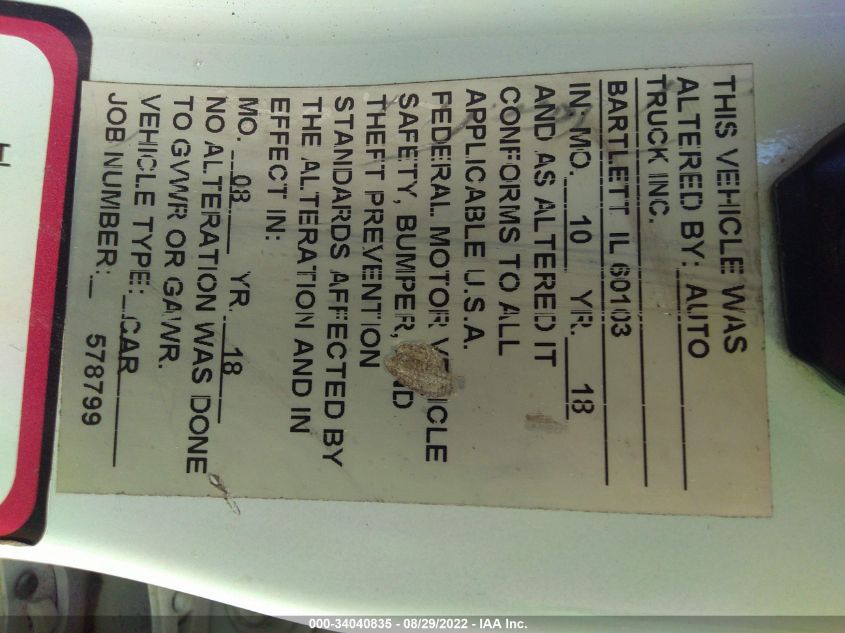 THIS VEHICLE WAS
ALTERED BY: AUTO
TRUCK INC.
BARTLETT IL 60103
IN MO. 10 YR. 18
AND AS ALTERED IT
CONFORMS TO ALL
APPLICABLE U.S.A.
FEDERAL MOTOR VEHICLE
SAFETY, BUMPER, AND
THEFT PREVENTION
STANDARDS AFFECTED BY
THE ALTERATION AND IN
EFFECT IN:
MO. 08 YR. 18
NO ALTERATION WAS DONE
TO GVWR OR GAWR.
VEHICLE TYPE: CAR
JOB NUMBER: 578799
000-34040835 - 08/29/2022 - IAA Inc.